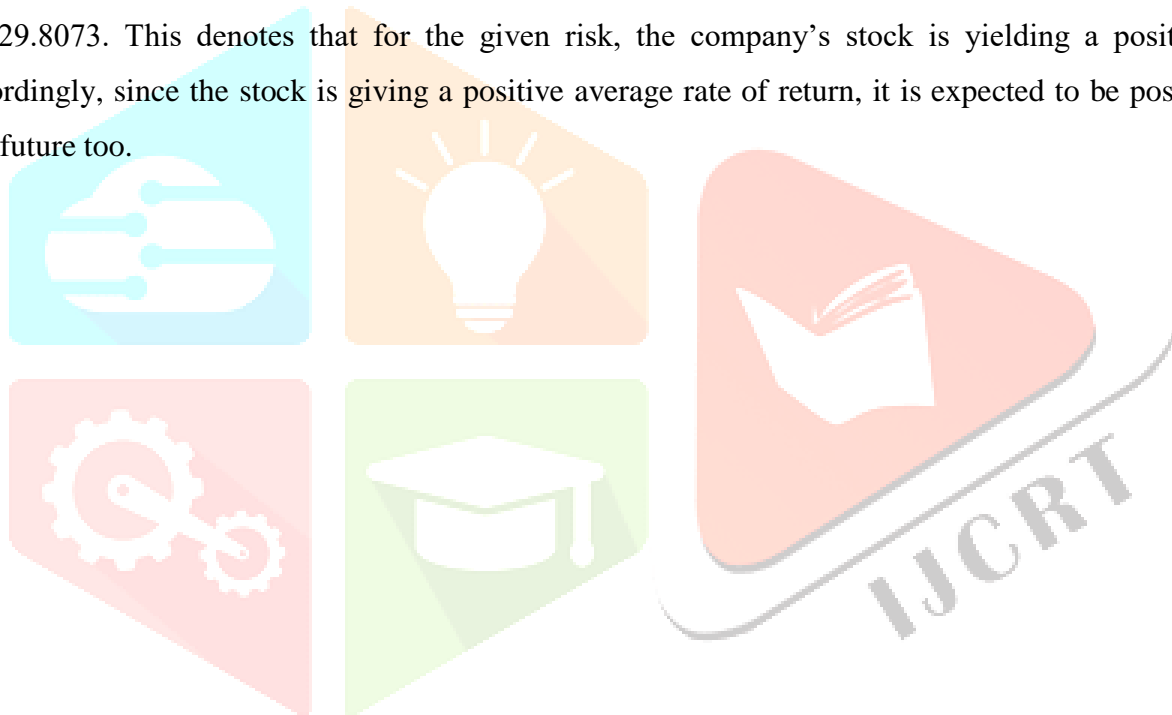 29.8073. This denotes that for the given risk, the company’s stock is yielding a posit
ordingly, since the stock is giving a positive average rate of return, it is expected to be pos
future too.
IJCRT